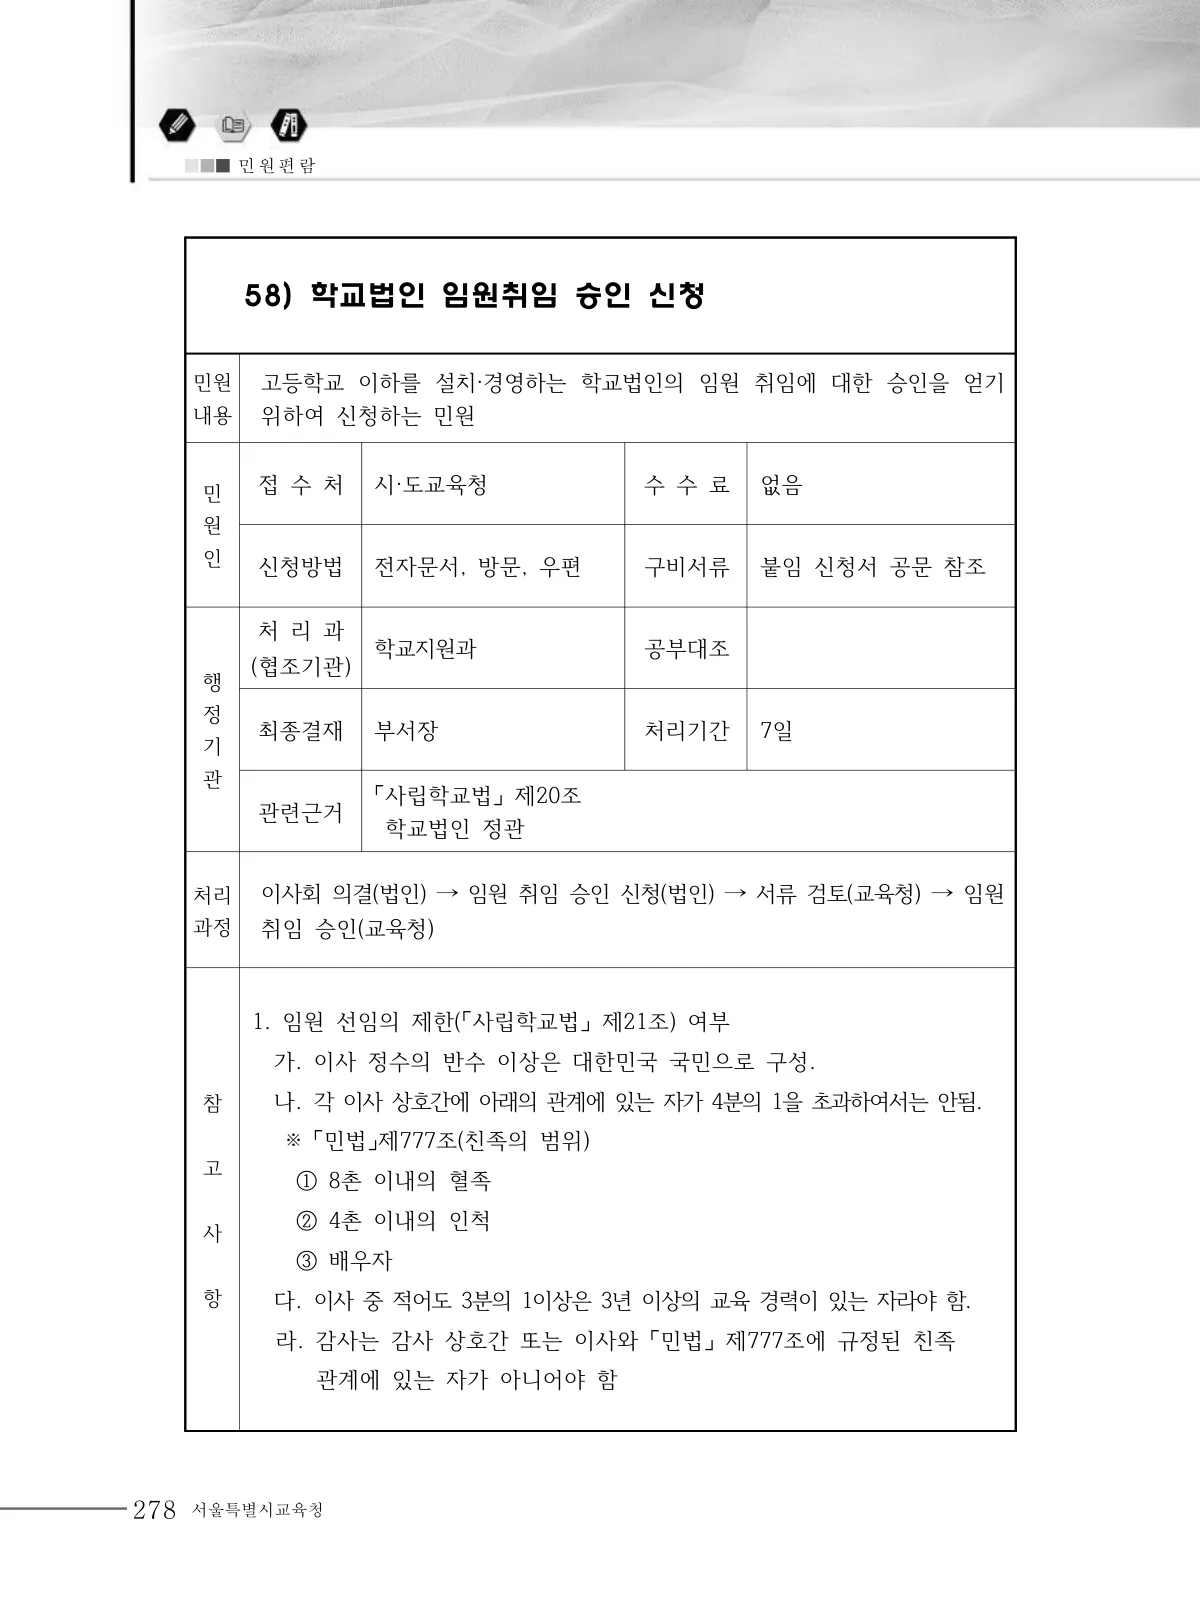 민원편람
58) 학교법인 임원취임 승인 신청
민원
내용
고등학교 이하를 설치·경영하는 학교법인의 임원 취임에 대한 승인을 얻기
위하여 신청하는 민원
민
원
인
접 수 처
시·도교육청
수 수 료
없음
신청방법
전자문서, 방문, 우편
구비서류
붙임 신청서 공문 참조
행
정
기
관
처 리 과
(협조기관)
학교지원과
공부대조
최종결재
부서장
처리기간
7일
관련근거
「사립학교법」 제20조
학교법인 정관
처리
과정
이사회 의결(법인) → 임원 취임 승인 신청(법인) → 서류 검토(교육청) → 임원
취임 승인(교육청)
참
고
사
항
1. 임원 선임의 제한(「사립학교법」 제21조) 여부
가. 이사 정수의 반수 이상은 대한민국 국민으로 구성.
나. 각 이사 상호간에 아래의 관계에 있는 자가 4분의 1을 초과하여서는 안됨.
※ 「민법」제777조(친족의 범위)
① 8촌 이내의 혈족
② 4촌 이내의 인척
③ 배우자
다. 이사 중 적어도 3분의 1이상은 3년 이상의 교육 경력이 있는 자라야 함.
라. 감사는 감사 상호간 또는 이사와 「민법」 제777조에 규정된 친족
관계에 있는 자가 아니어야 함
278 서울특별시교육청